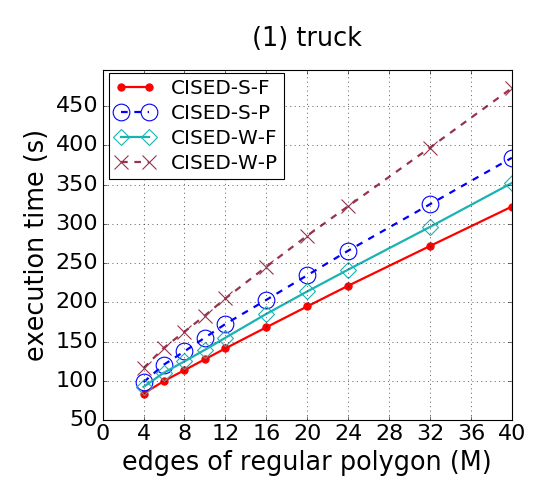 (1) truck
CISED-S-F
CISED-S-P
CISED-W-F
CISED-W-P
execution time (s)
450
400
350
300
250
200
150
100
50
0 4 8 12 16 20 24 28 32 36 40
edges of regular polygon (M)